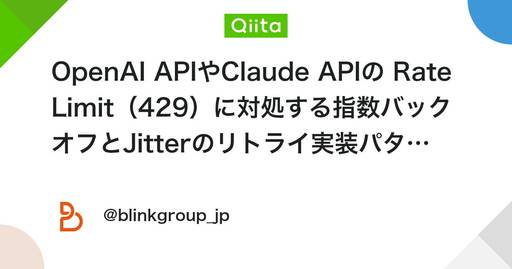 Qiita
OpenAI APIやClaude APIの Rate
Limit（429）に対処する指数バック
オフとJitterのリトライ実装パタ…
@blinkgroup_jp